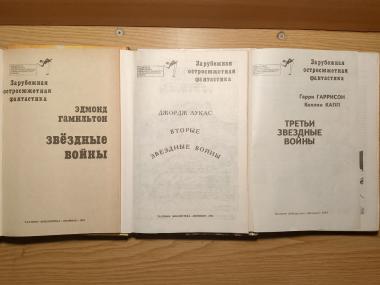 Зарубежная
остросюжетная
фантастика
ЭДМОНД
ГАМИЛЬТОН
ЗВЁЗДНЫЕ
ВОЙНЫ
Зарубежная
остросюжетная
фантастика
ДЖОРДЖ ЛУКАС
ВТОРЫЕ
ЗВЕЗДНЫЕ ВОЙНЫ
Зарубежная
остросюжетная
фантастика
Гарри ГАРРИСОН
КАПП
ТРЕТЬИ
ЗВЕЗДНЫЕ
ВОЙНЫ